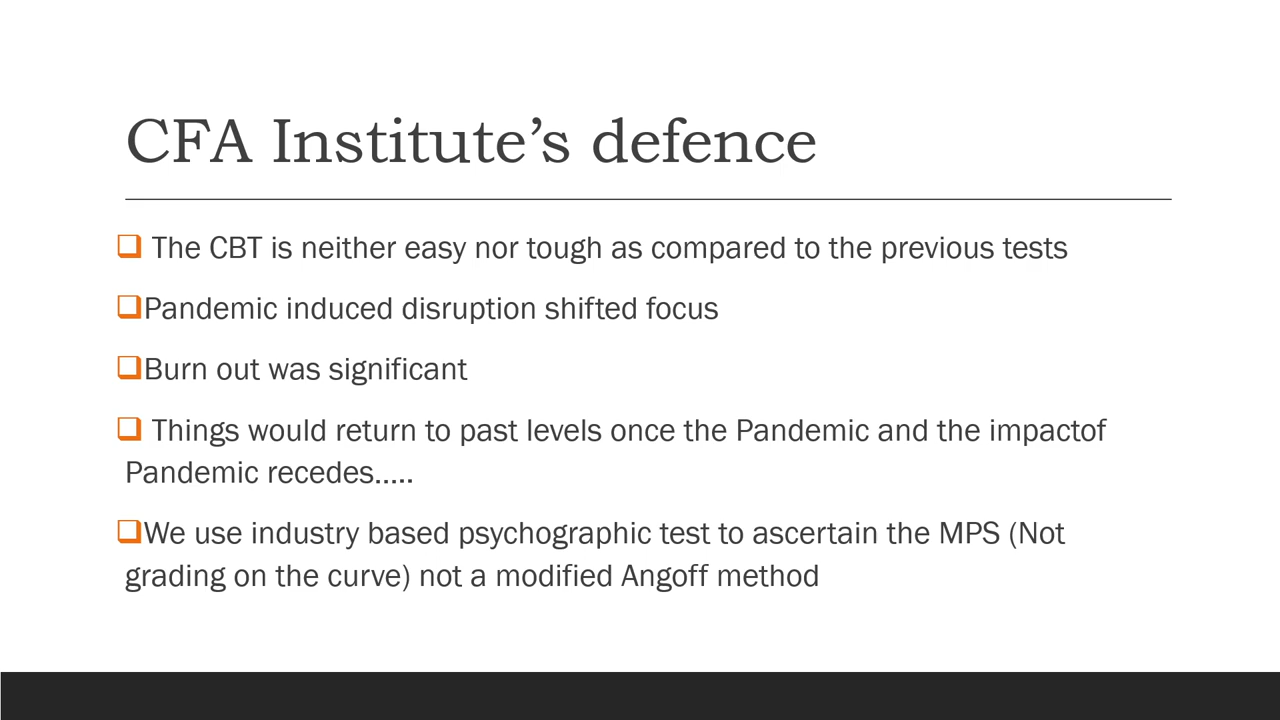 CFA Institute’s defence
❑ The CBT is neither easy nor tough as compared to the previous tests
❑Pandemic induced disruption shifted focus
❑Burn out was significant
❑ Things would return to past levels once the Pandemic and the impactof
Pandemic recedes.....
❑We use industry based psychographic test to ascertain the MPS (Not
grading on the curve) not a modified Angoff method